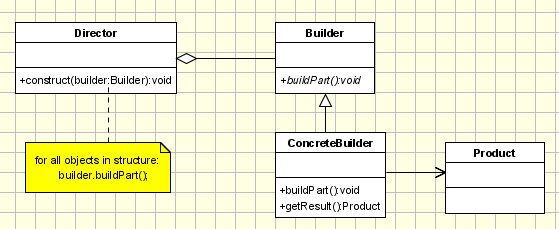 Director
+construct(builder:Builder):void
for all objects in structure:
builder.buildPart();
Builder
+buildPart():void
ConcreteBuilder
+buildPart():void
+getResult():Product
Product